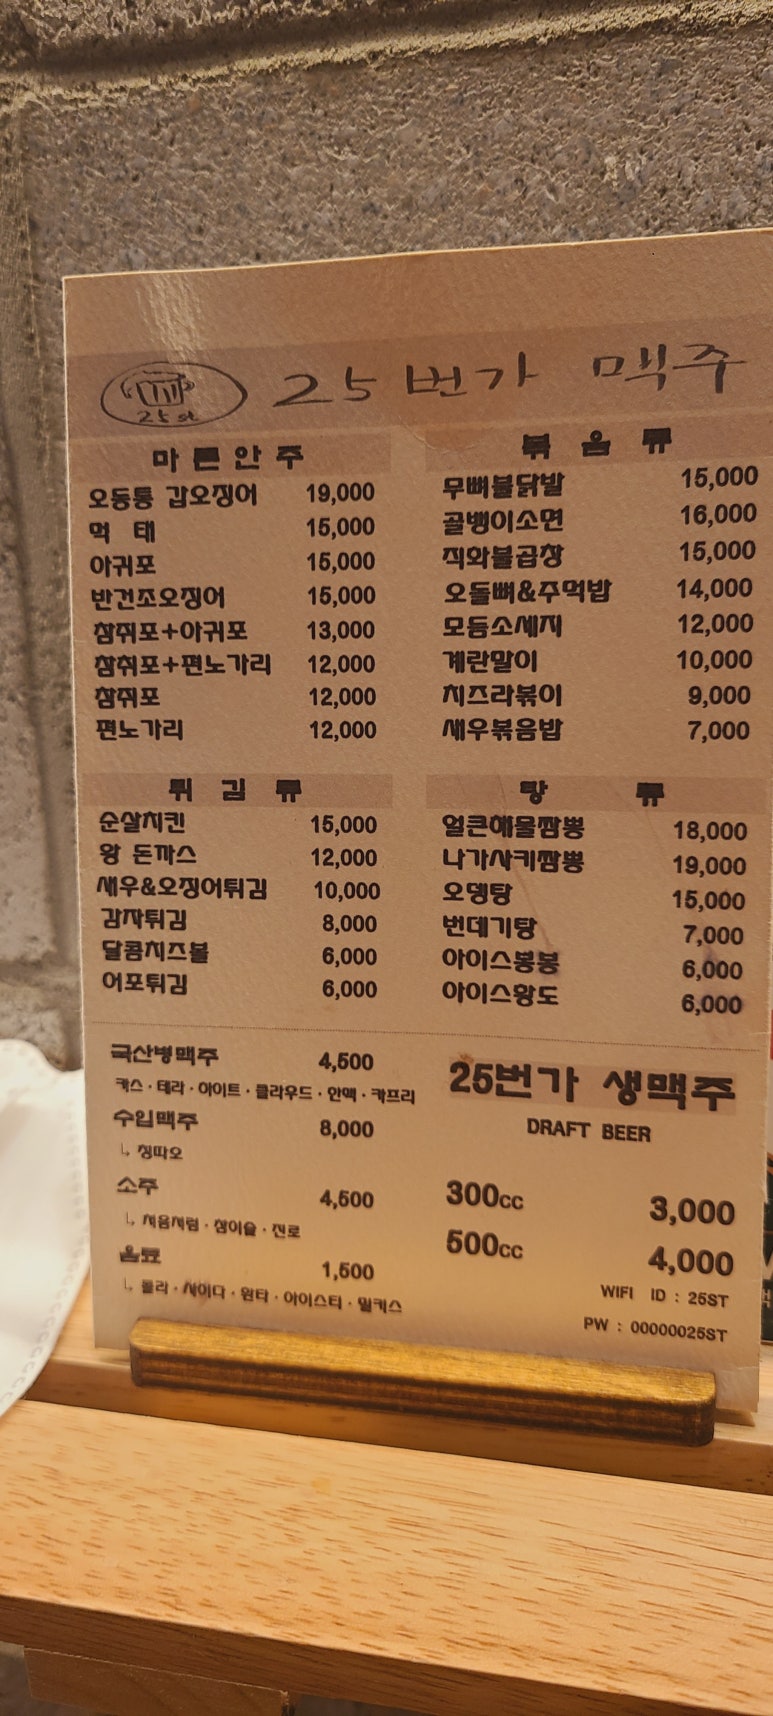 25 st
25번가 맥주
마른안주
오동통 갑오징어 19,000
먹 태 15,000
아귀포 15,000
반건조오징어 15,000
참쥐포+아귀포 13,000
참쥐포+편노가리 12,000
참쥐포 12,000
편노가리 12,000
볶음류
무뼈불닭발 15,000
골뱅이소면 16,000
직화불곱창 15,000
오돌뼈&주먹밥 14,000
모듬소세지 12,000
계란말이 10,000
치즈라볶이 9,000
새우볶음밥 7,000
튀김류
순살치킨 15,000
왕 돈까스 12,000
새우&오징어튀김 10,000
감자튀김 8,000
달콤치즈볼 6,000
어포튀김 6,000
탕 류
얼큰해물짬뽕 18,000
나가사키짬뽕 19,000
오뎅탕 15,000
번데기탕 7,000
아이스봉봉 6,000
아이스황도 6,000
국산병맥주 4,500
카스·테라·아이트·클라우드·한맥·카프리
수입맥주 8,000
ㄴ칭따오
소주 4,500
ㄴ처음처럼·참이슬·진로
음료 1,500
ㄴ콜라·사이다·환타·아이스티·밀키스
25번가 생맥주
DRAFT BEER
300cc 3,000
500cc 4,000
WIFI ID : 25ST
PW : 00000025ST